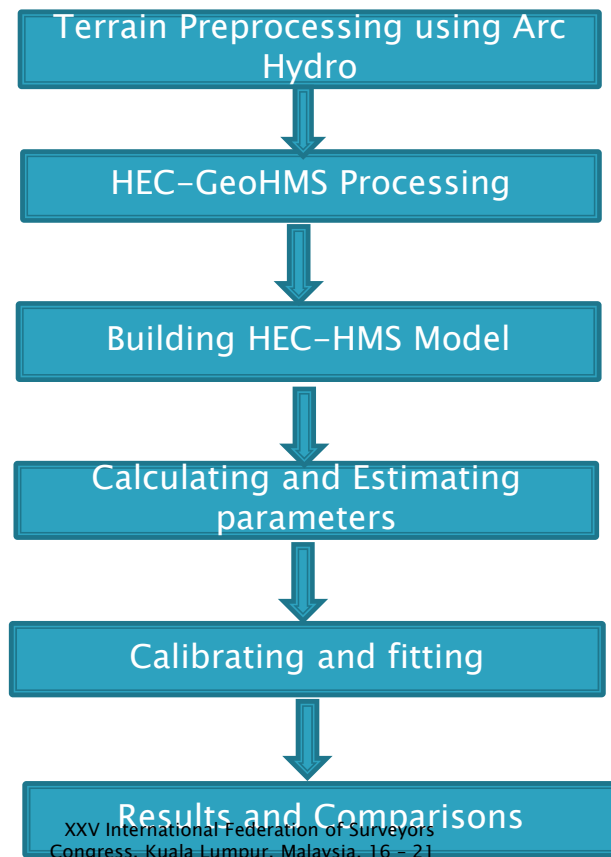 Terrain Preprocessing using Arc
Hydro
HEC-GeoHMS Processing
Building HEC-HMS Model
Calculating and Estimating
parameters
Calibrating and fitting
Results and Comparisons
XXV International Federation of Surveyors
Congress, Kuala Lumpur, Malaysia, 16 – 21